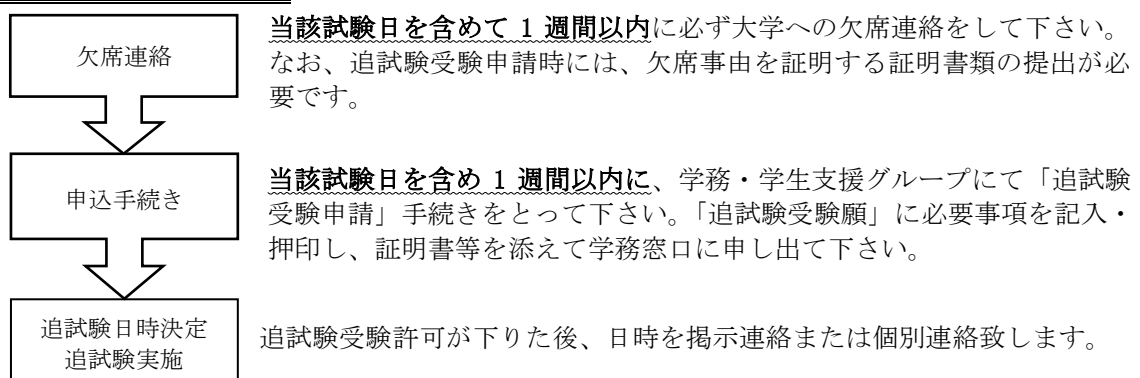 欠席連絡
当該試験日を含めて 1 週間以内に必ず大学への欠席連絡をして下さい。
なお、追試験受験申請時には、欠席事由を証明する証明書類の提出が必
要です。
申込手続き
当該試験日を含め 1 週間以内に、学務・学生支援グループにて「追試験
受験申請」手続きをとって下さい。「追試験受験願」に必要事項を記入・
押印し、証明書等を添えて学務窓口に申し出て下さい。
追試験日時決定
追試験実施
追試験受験許可が下りた後、日時を掲示連絡または個別連絡致します。